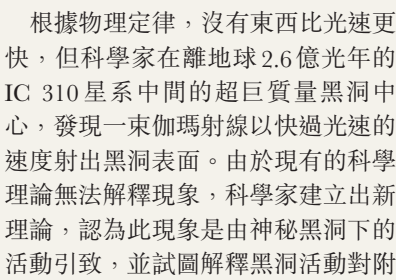 根據物理定律，沒有東西比光速更
快，但科學家在離地球2.6億光年的
IC 310星系中間的超巨質量黑洞中
心，發現一束伽瑪射線以快過光速的
速度射出黑洞表面。由於現有的科學
理論無法解釋現象，科學家建立出新
理論，認為此現象是由神秘黑洞下的
活動引致，並試圖解釋黑洞活動對附